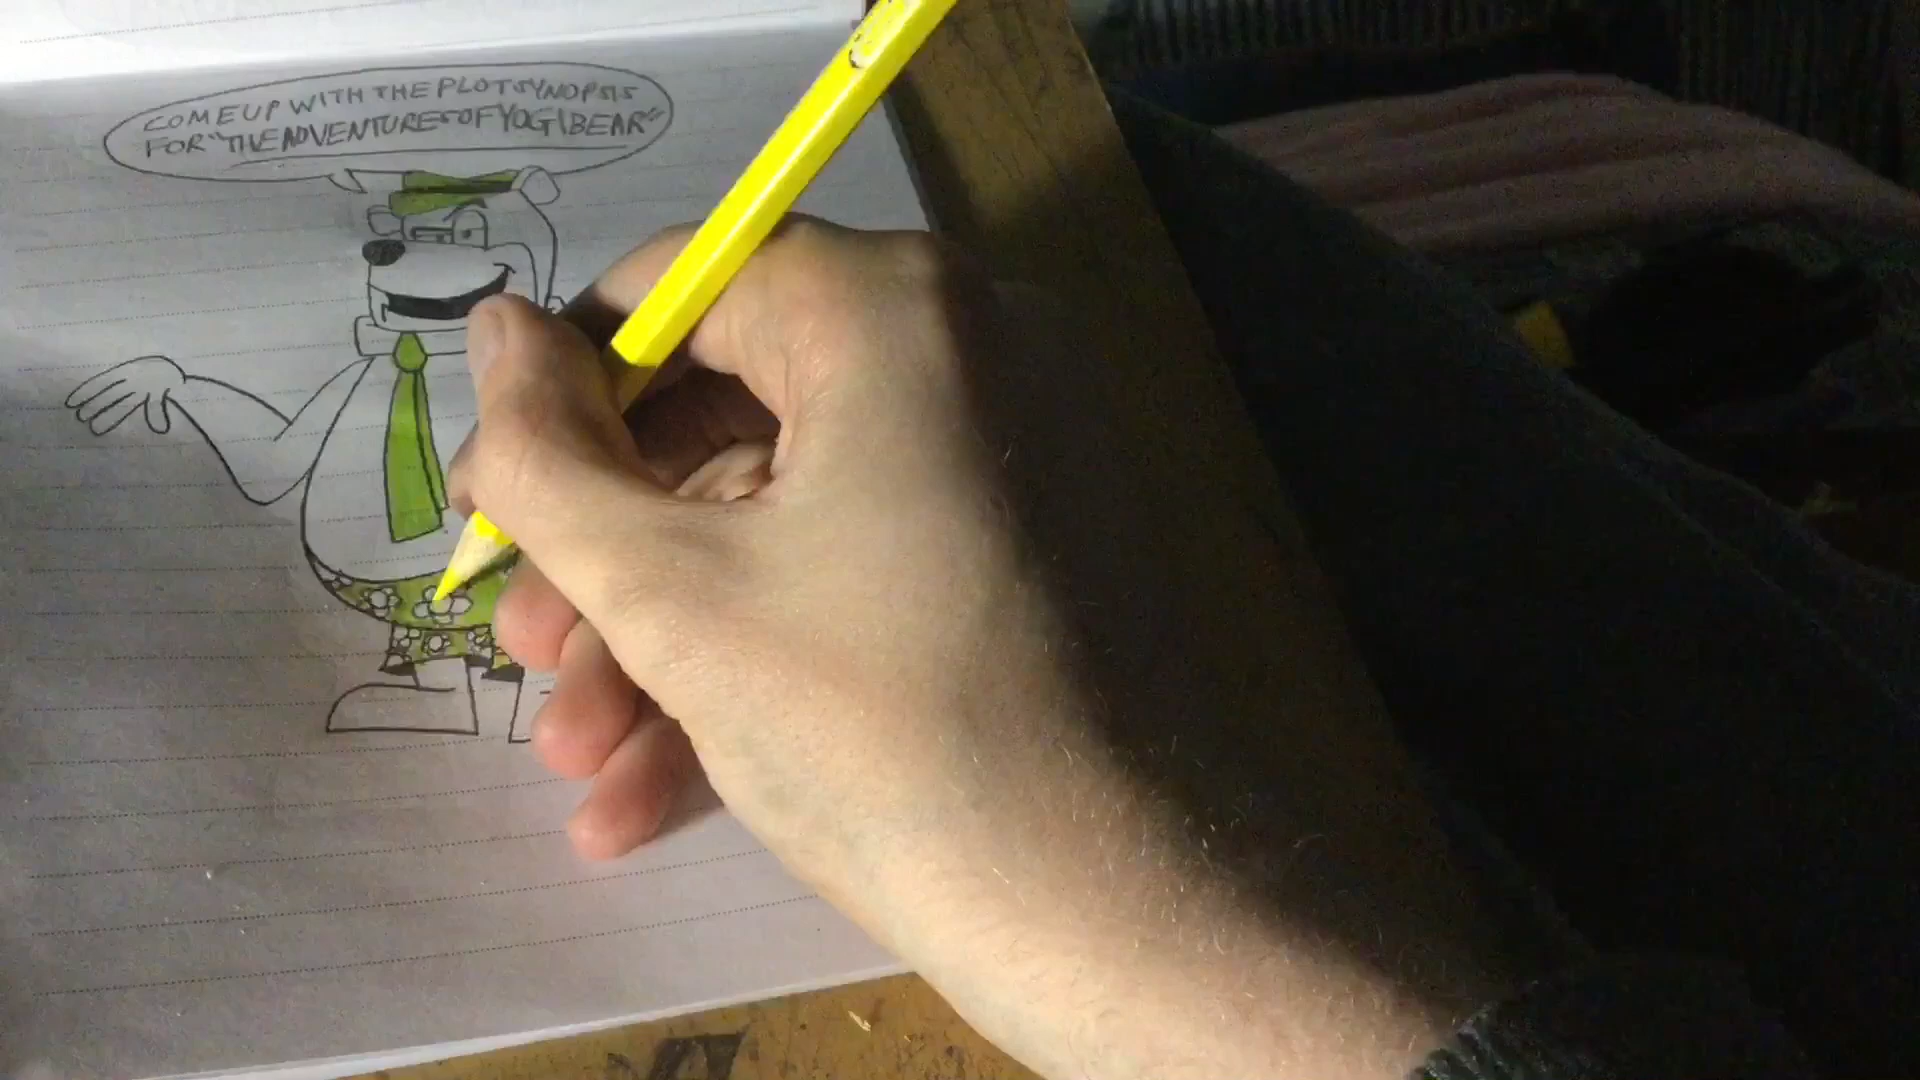 COME UP WITH THE PLOT SYNOPSIS
FOR "THE ADVENTURES OF YOGI BEAR"